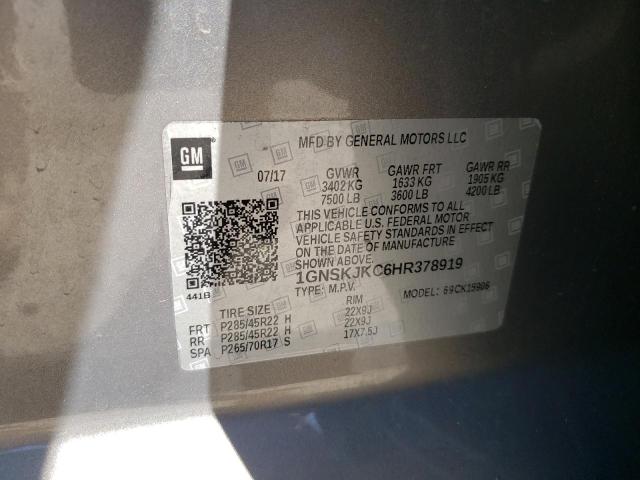 GM
MFD BY GENERAL MOTORS LLC
07/17 GVWR GAWR FRT GAWR RR
3402 KG 1633 KG 1905 KG
7500 LB 3600 LB 4200 LB
THIS VEHICLE CONFORMS TO ALL
APPLICABLE U.S. FEDERAL MOTOR
VEHICLE SAFETY STANDARDS IN EFFECT
ON THE DATE OF MANUFACTURE
SHOWN ABOVE.
1GNSKJKC6HR378919
TYPE: M.P.V. MODEL: 69CK15906
441B
TIRE SIZE RIM
FRT P285/45R22 H 22X9J
RR P285/45R22 H 22X9J
SPA P265/70R17 S 17X7.5J